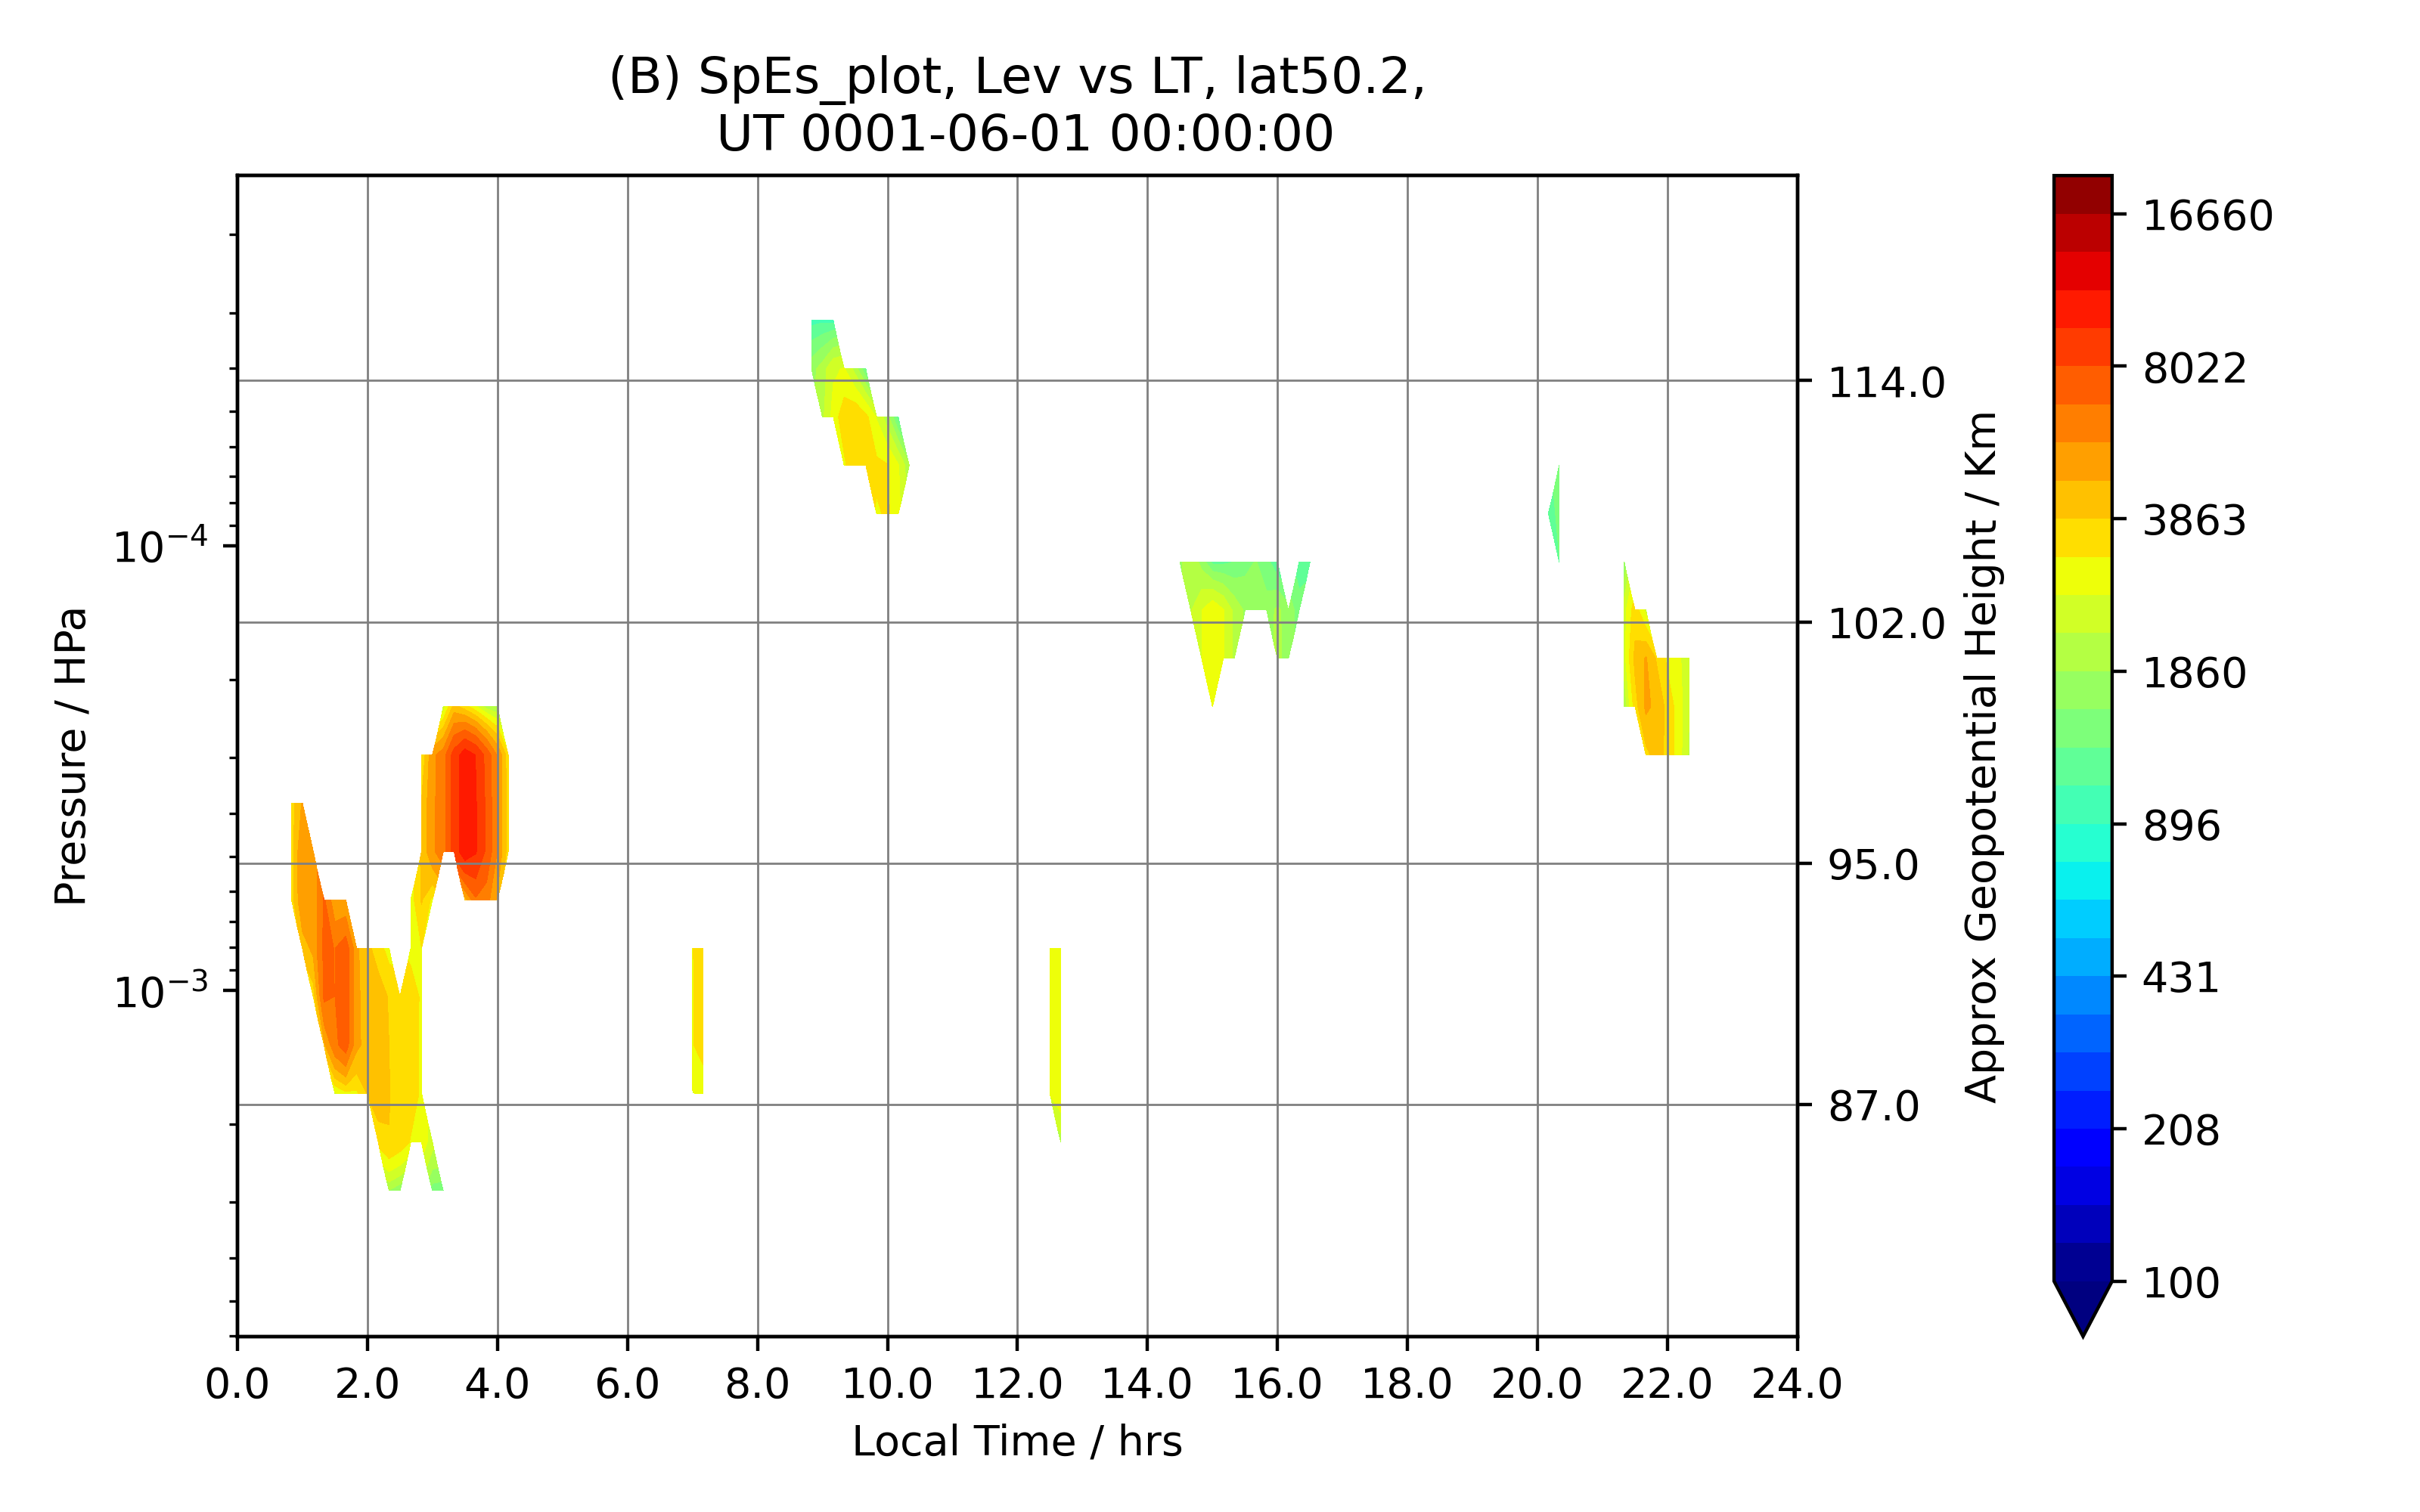 (B) SpEs_plot, Lev vs LT, lat50.2,
UT 0001-06-01 00:00:00
Pressure / HPa
10⁻⁴
10⁻³
114.0
102.0
95.0
87.0
Approx Geopotential Height / Km
16660
8022
3863
1860
896
431
208
100
0.0 2.0 4.0 6.0 8.0 10.0 12.0 14.0 16.0 18.0 20.0 22.0 24.0
Local Time / hrs